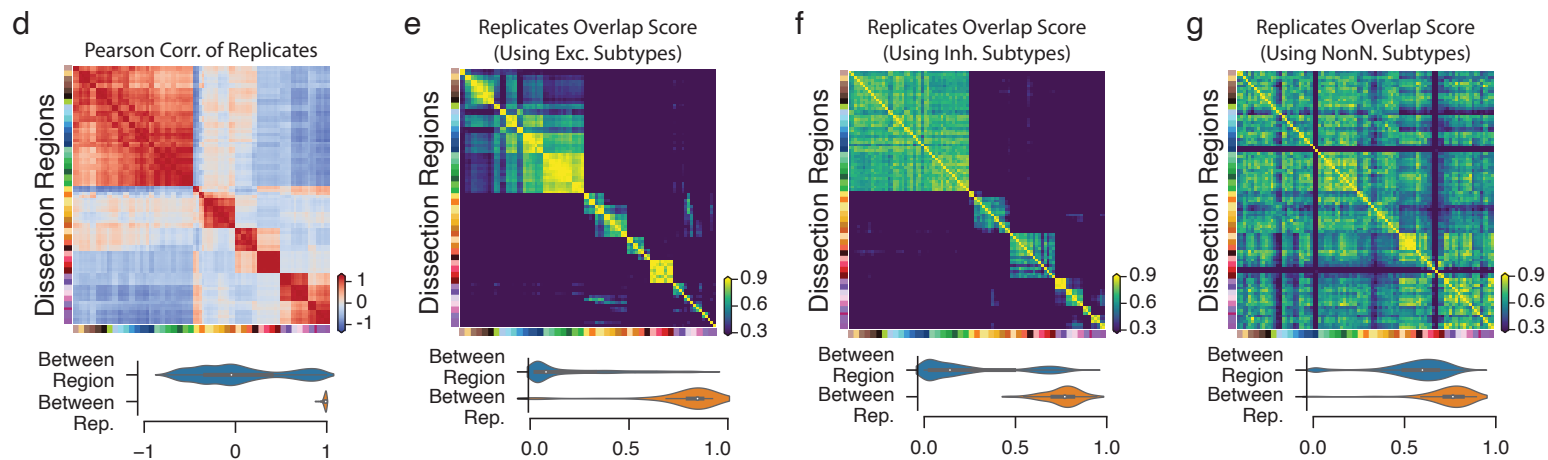 d
Pearson Corr. of Replicates
Dissection Regions
1
0
-1
Between
Region
Between
Rep.
−1
0
1
e
Replicates Overlap Score
(Using Exc. Subtypes)
Dissection Regions
0.9
0.6
0.3
Between
Region
Between
Rep.
0.0
0.5
1.0
f
Replicates Overlap Score
(Using Inh. Subtypes)
Dissection Regions
0.9
0.6
0.3
Between
Region
Between
Rep.
0.0
0.5
1.0
g
Replicates Overlap Score
(Using NonN. Subtypes)
Dissection Regions
0.9
0.6
0.3
Between
Region
Between
Rep.
0.0
0.5
1.0